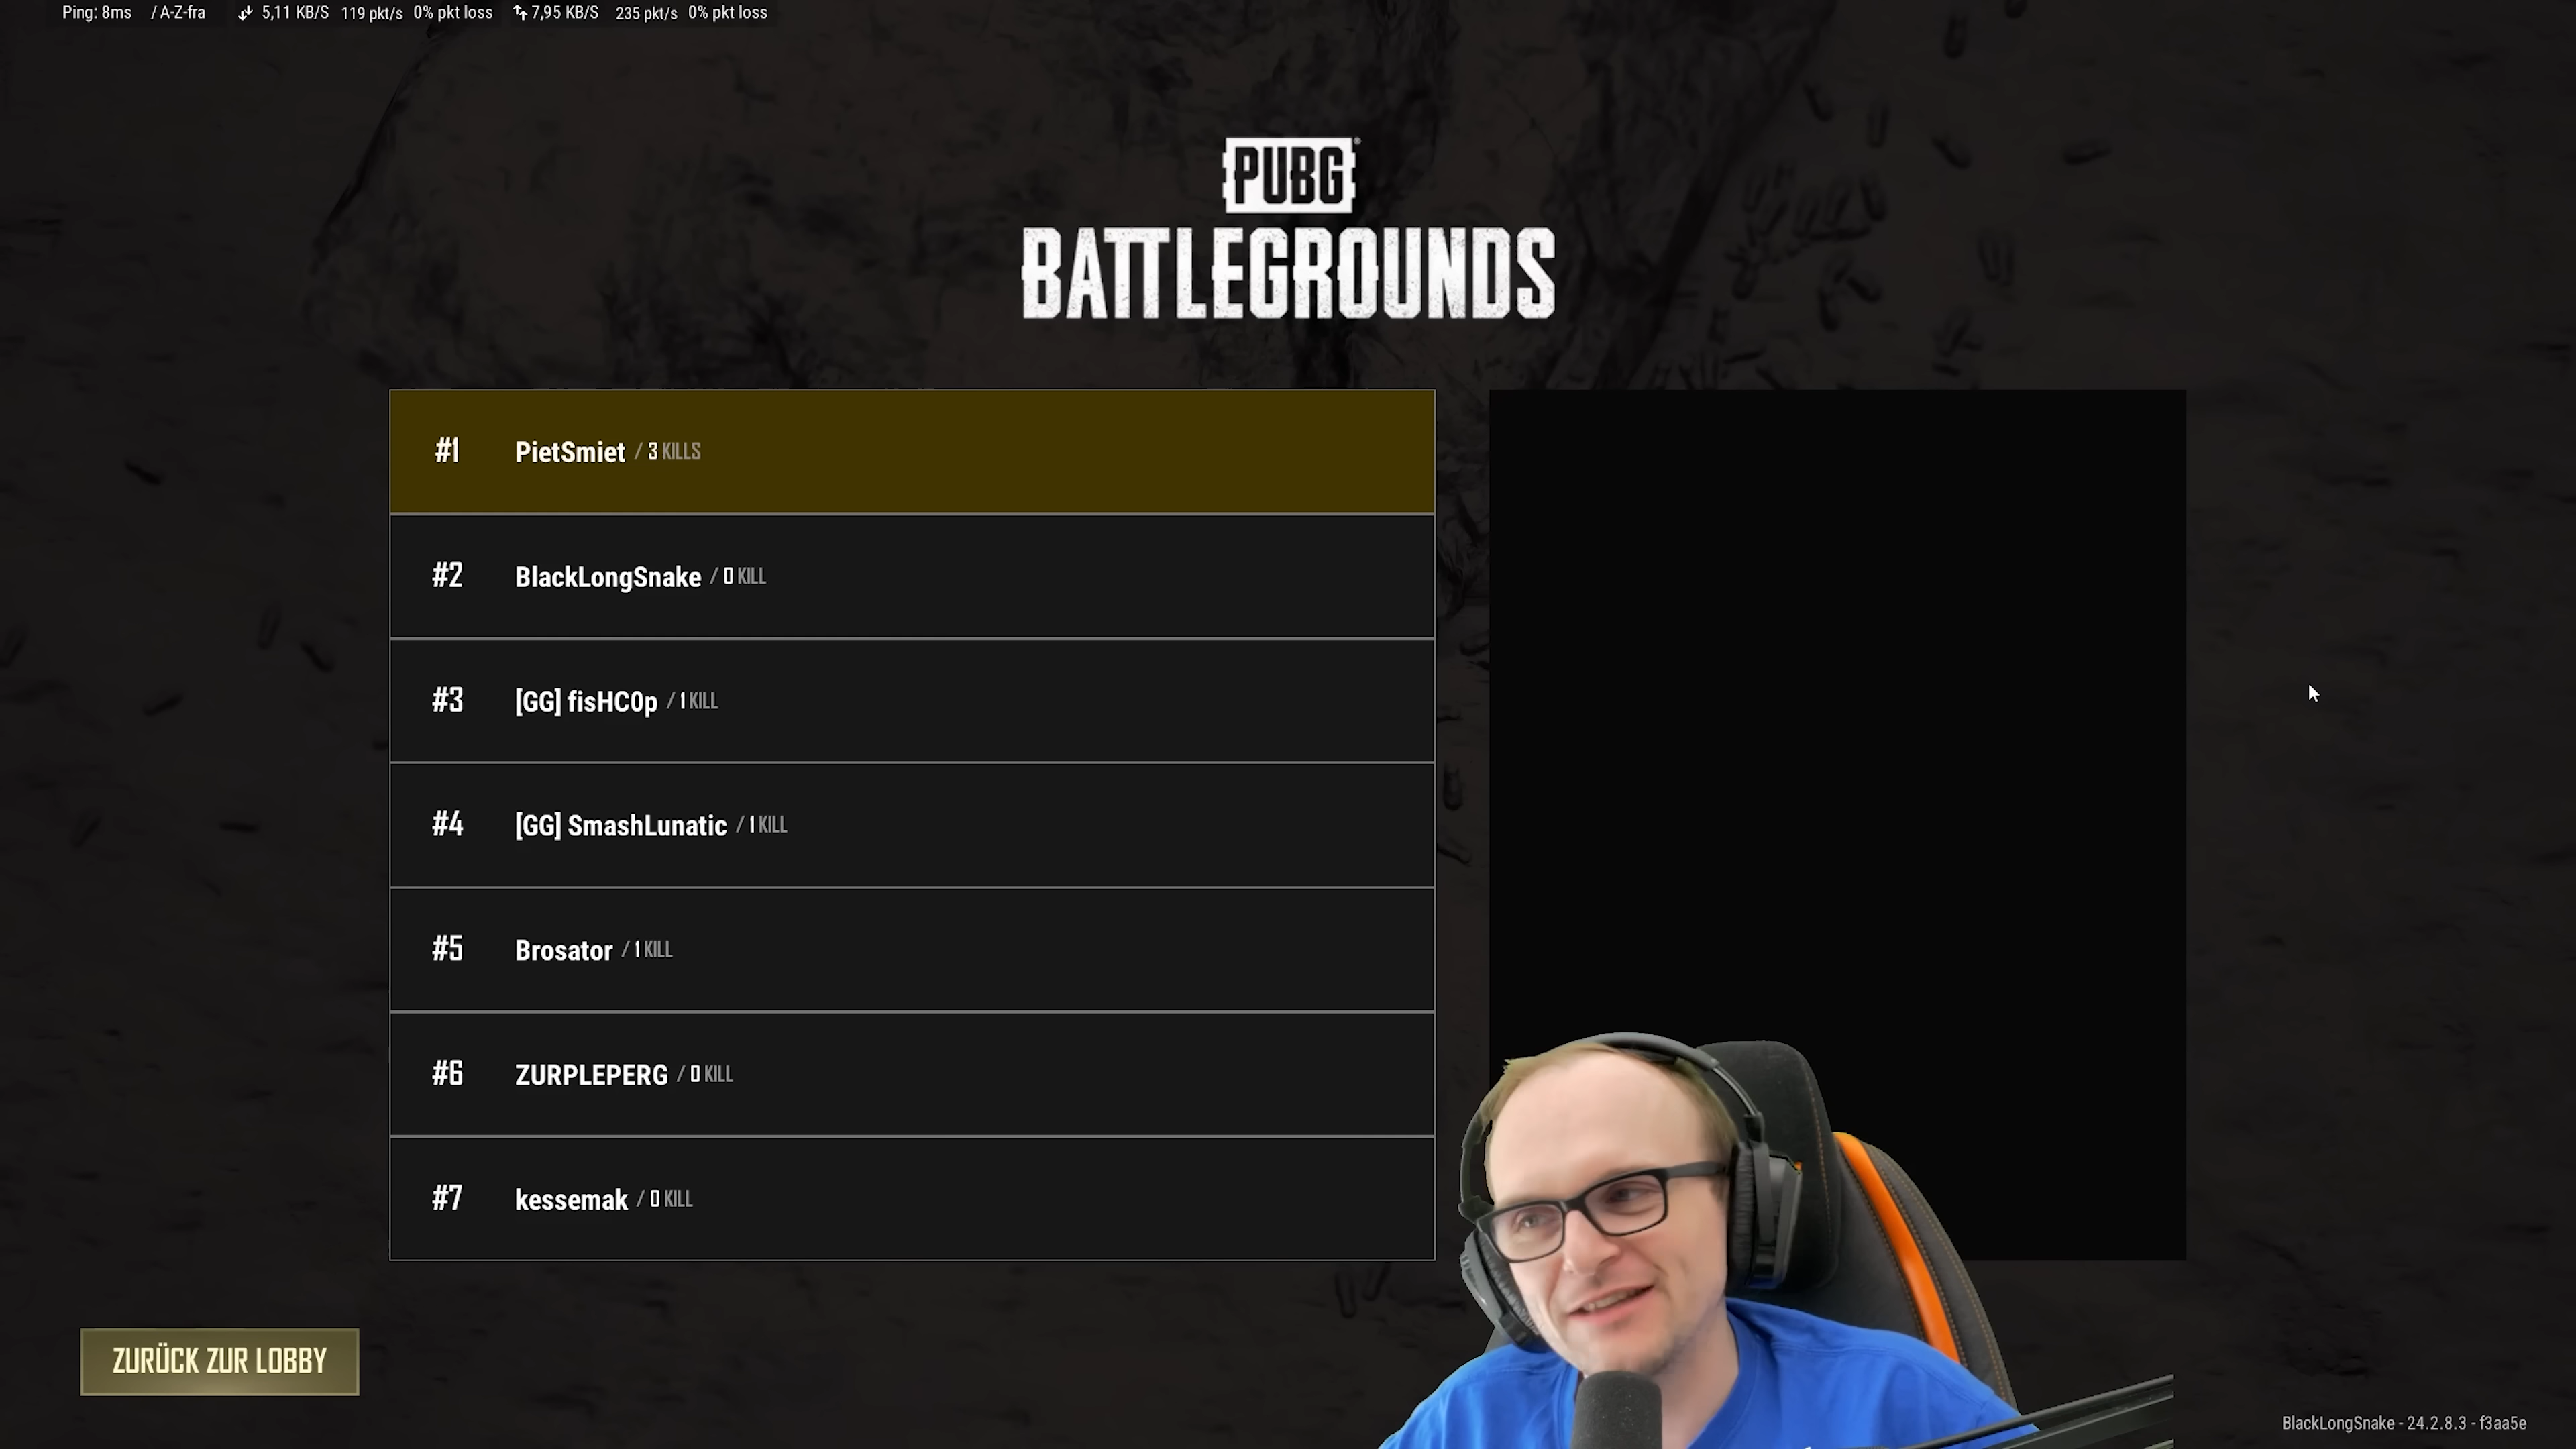 Ping: 8ms / A-Z-fra 5,11 KB/S 119 pkt/s 0% pkt loss 7,95 KB/S 235 pkt/s 0% pkt loss
PUBG
BATTLEGROUNDS
#1 PietSmiet / 3 KILLS
#2 BlackLongSnake / 0 KILL
#3 [GG] fisHC0p / 1 KILL
#4 [GG] SmashLunatic / 1 KILL
#5 Brosator / 1 KILL
#6 ZURPLEPERG / 0 KILL
#7 kessemak / 0 KILL
ZURÜCK ZUR LOBBY
BlackLongSnake - 24.2.8.3 - f3aa5e